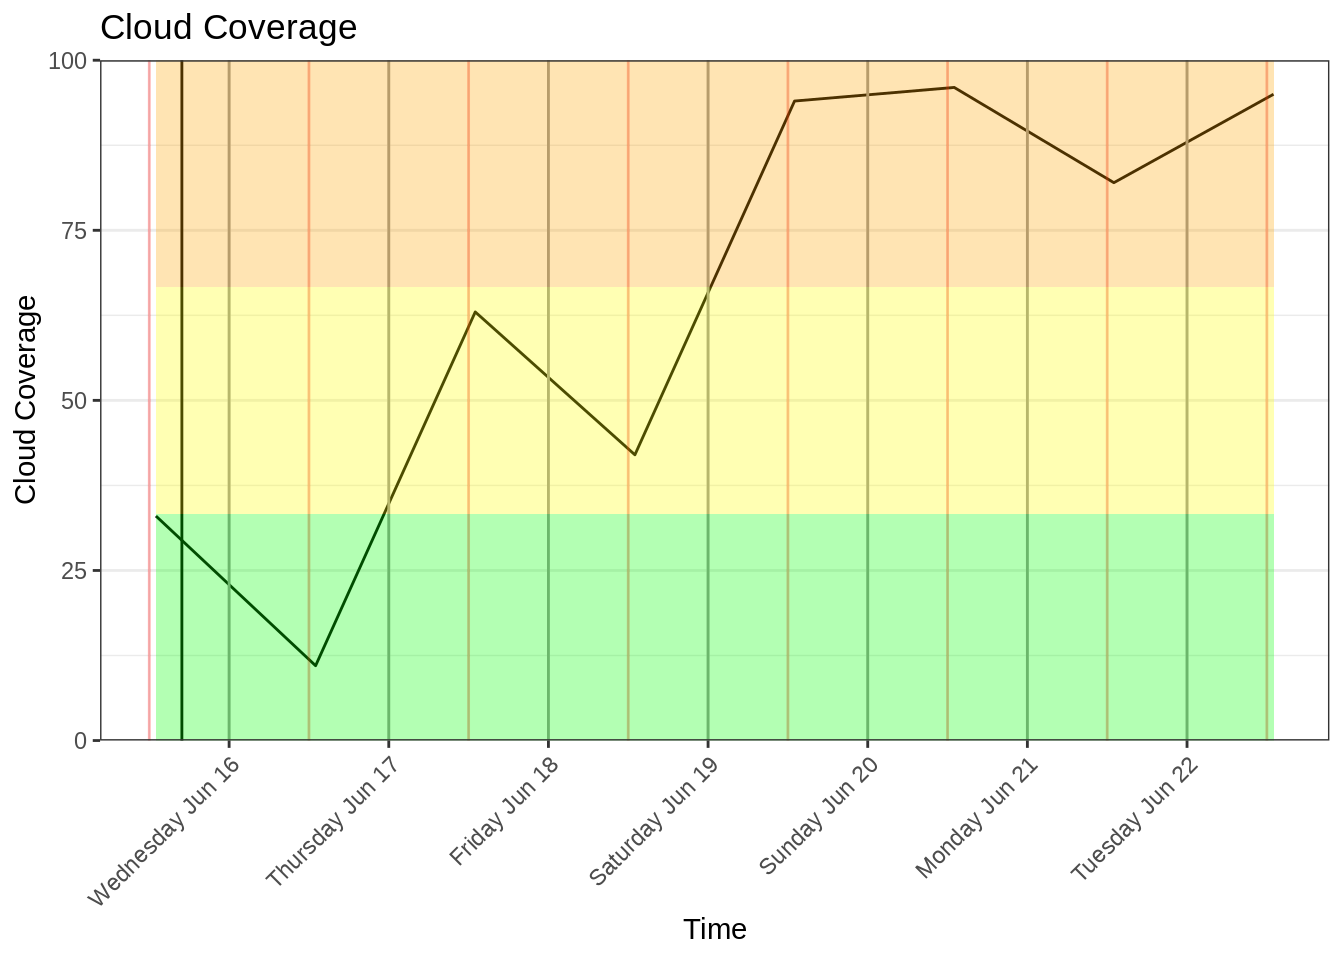 Cloud Coverage
100
75
50
25
0
Cloud Coverage
Wednesday Jun 16
Thursday Jun 17
Friday Jun 18
Saturday Jun 19
Sunday Jun 20
Monday Jun 21
Tuesday Jun 22
Time